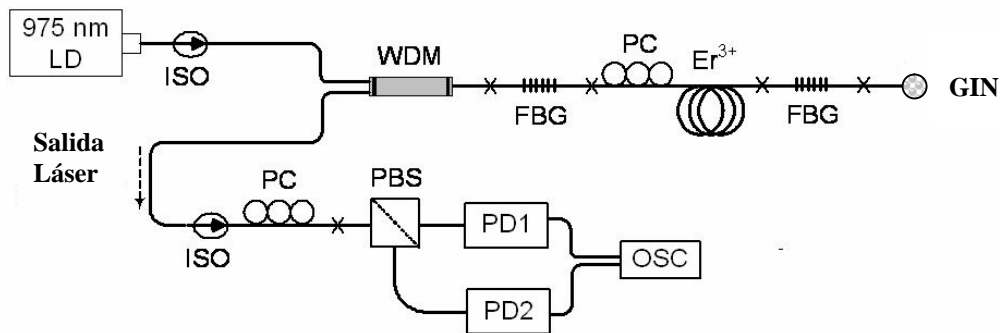 975 nm
LD
ISO
WDM
FBG
PC
Er³⁺
FBG
GIN
Salida
Láser
ISO
PC
PBS
PD1
PD2
OSC